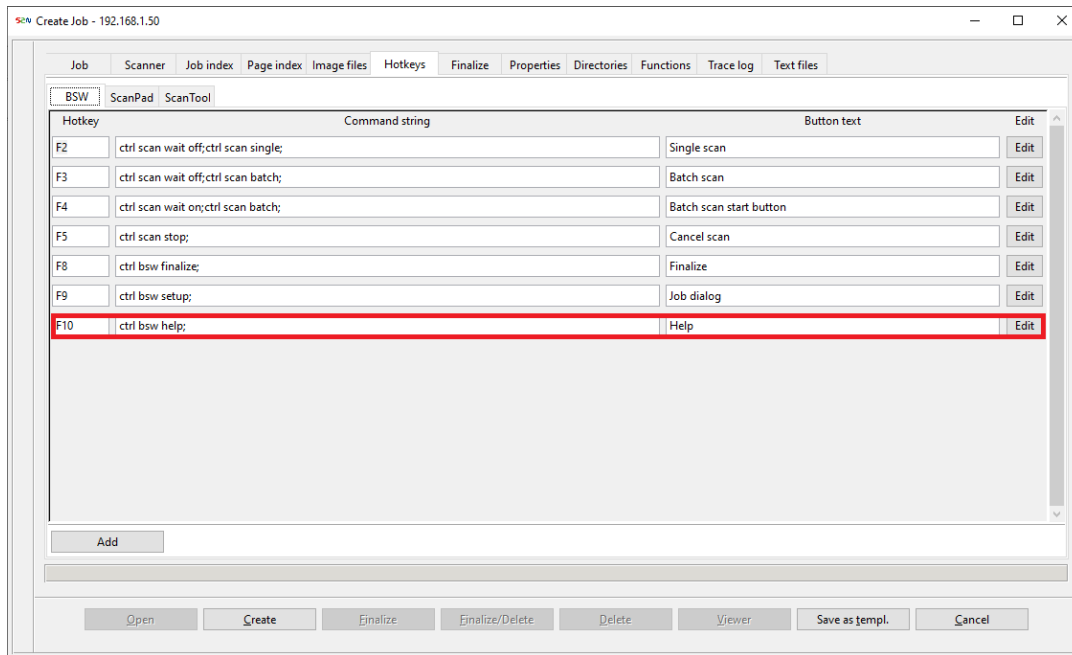 scn Create Job - 192.168.1.50
Job Scanner Job index Page index Image files Hotkeys Finalize Properties Directories Functions Trace log Text files
BSW ScanPad ScanTool
Hotkey Command string Button text Edit
F2 ctrl scan wait off;ctrl scan single; Single scan Edit
F3 ctrl scan wait off;ctrl scan batch; Batch scan Edit
F4 ctrl scan wait on;ctrl scan batch; Batch scan start button Edit
F5 ctrl scan stop; Cancel scan Edit
F8 ctrl bsw finalize; Finalize Edit
F9 ctrl bsw setup; Job dialog Edit
F10 ctrl bsw help; Help Edit
Add
Open Create Finalize Finalize/Delete Delete Viewer Save as templ. Cancel